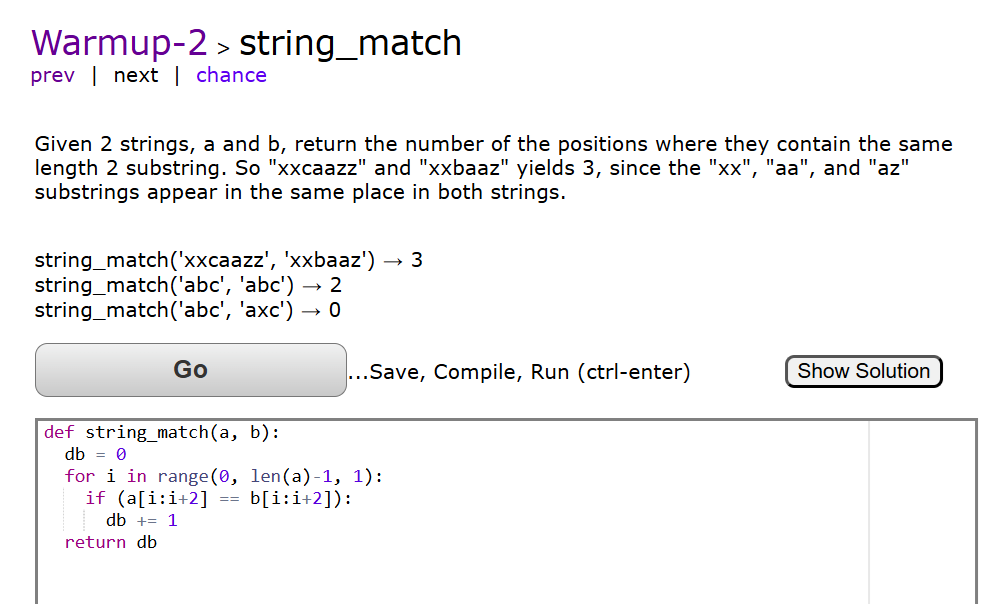 Warmup-2 > string_match
prev | next | chance
Given 2 strings, a and b, return the number of the positions where they contain the same
length 2 substring. So "xxcaazz" and "xxbaaz" yields 3, since the "xx", "aa", and "az"
substrings appear in the same place in both strings.
string_match('xxcaazz', 'xxbaaz') → 3
string_match('abc', 'abc') → 2
string_match('abc', 'axc') → 0
Go ...Save, Compile, Run (ctrl-enter) Show Solution
def string_match(a, b):
  db = 0
  for i in range(0, len(a)-1, 1):
    if (a[i:i+2] == b[i:i+2]):
      db += 1
  return db